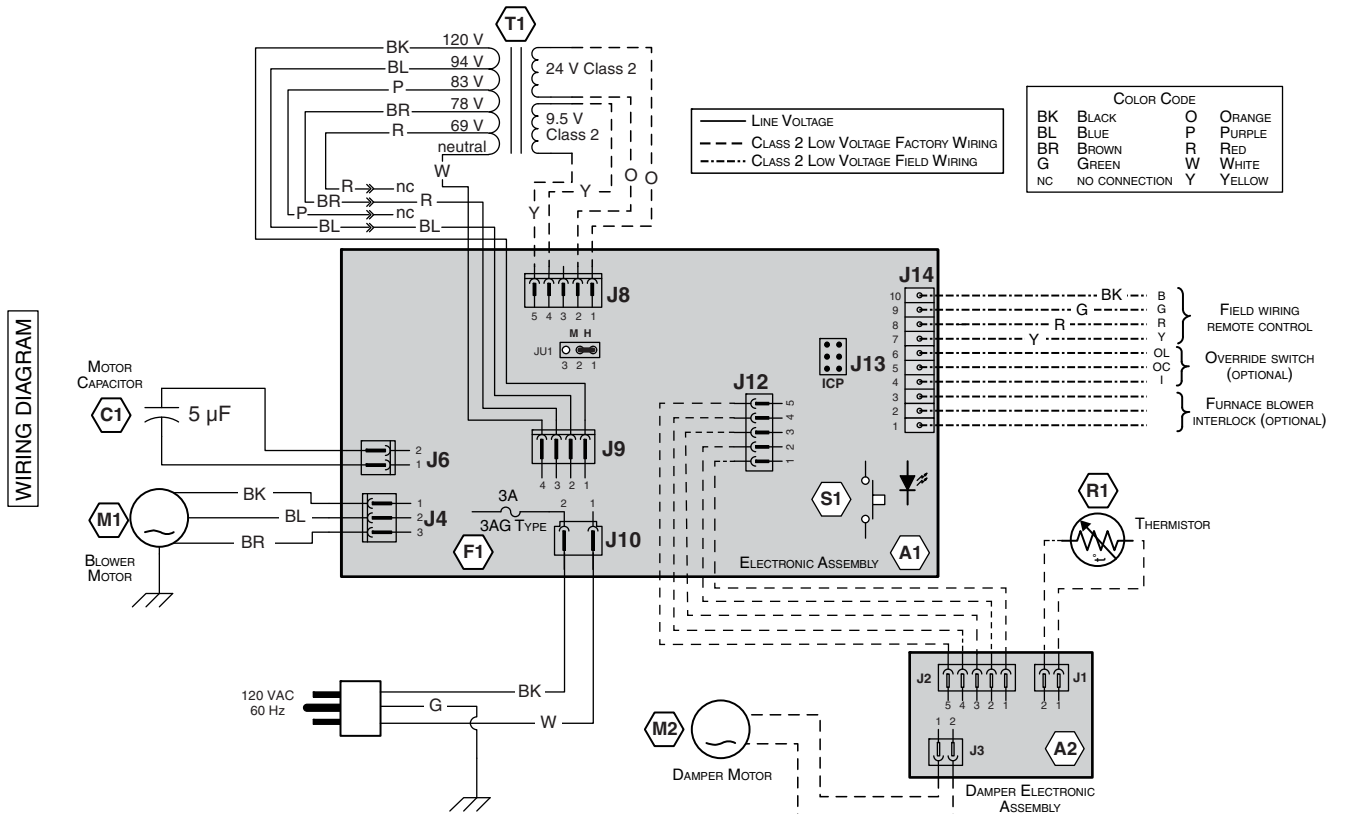 WIRING DIAGRAM
T1
BK 120 V
BL 94 V
P 83 V
BR 78 V
R 69 V
neutral
W
24 V Class 2
9.5 V
Class 2
O O
Y
Y
R nc
BR R
P nc
BL BL
LINE VOLTAGE
CLASS 2 LOW VOLTAGE FACTORY WIRING
CLASS 2 LOW VOLTAGE FIELD WIRING
COLOR CODE
BK BLACK O ORANGE
BL BLUE P PURPLE
BR BROWN R RED
G GREEN W WHITE
NC NO CONNECTION Y YELLOW
J8
5 4 3 2 1
M H
JU1
3 2 1
J13
ICP
J14
10 BK B
9 G G
8 R R
7 Y Y
6 OL
5 OC
4 I
3
2
1
FIELD WIRING
REMOTE CONTROL
OVERRIDE SWITCH
(OPTIONAL)
FURNACE BLOWER
INTERLOCK (OPTIONAL)
J12
5
4
3
2
1
MOTOR
CAPACITOR
C1
5 µF
2
1
J6
J9
4 3 2 1
M1
BLOWER
MOTOR
BK
BL
BR
1
2
3
J4
3A
3AG TYPE
F1
2 1
J10
S1
ELECTRONIC ASSEMBLY
A1
R1
THERMISTOR
120 VAC
60 Hz
BK
G
W
M2
DAMPER MOTOR
J2
5 4 3 2 1
J1
2 1
1 2
J3
A2
DAMPER ELECTRONIC
ASSEMBLY